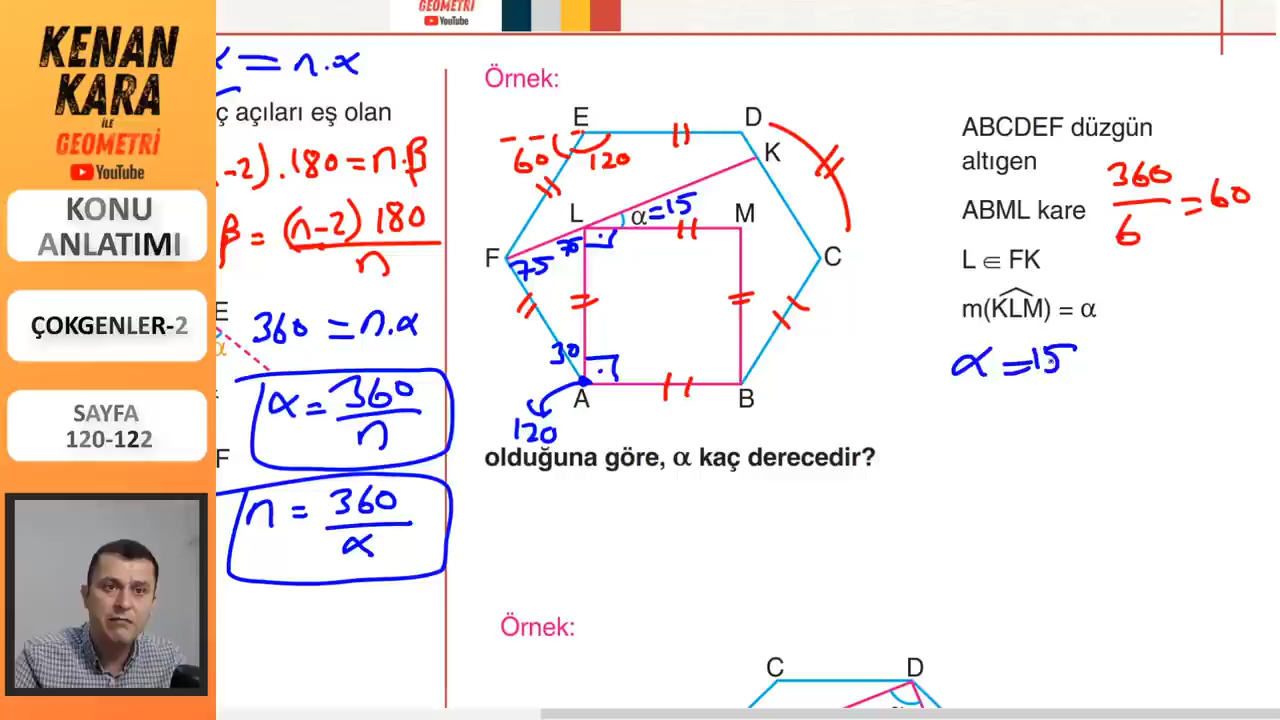 KENAN
KARA
İLE
GEOMETRİ
YouTube
KONU
ANLATIMI
ÇOKGENLER-2
SAYFA
120-122
GEOMETRİ
YouTube
= n.α
ç açıları eş olan
-2).180 = n.β
β = (n-2) 180
n
E
360 = n.α
α
α = 360
n
F
n = 360
α
Örnek:
E
D
K
60
120
L
α
=15
M
F
75
75
C
30
A
B
120
ABCDEF düzgün
altıgen
360
6
=60
ABML kare
L ∈ FK
m(KLM) = α
α = 15
olduğuna göre, α kaç derecedir?
Örnek:
C
D